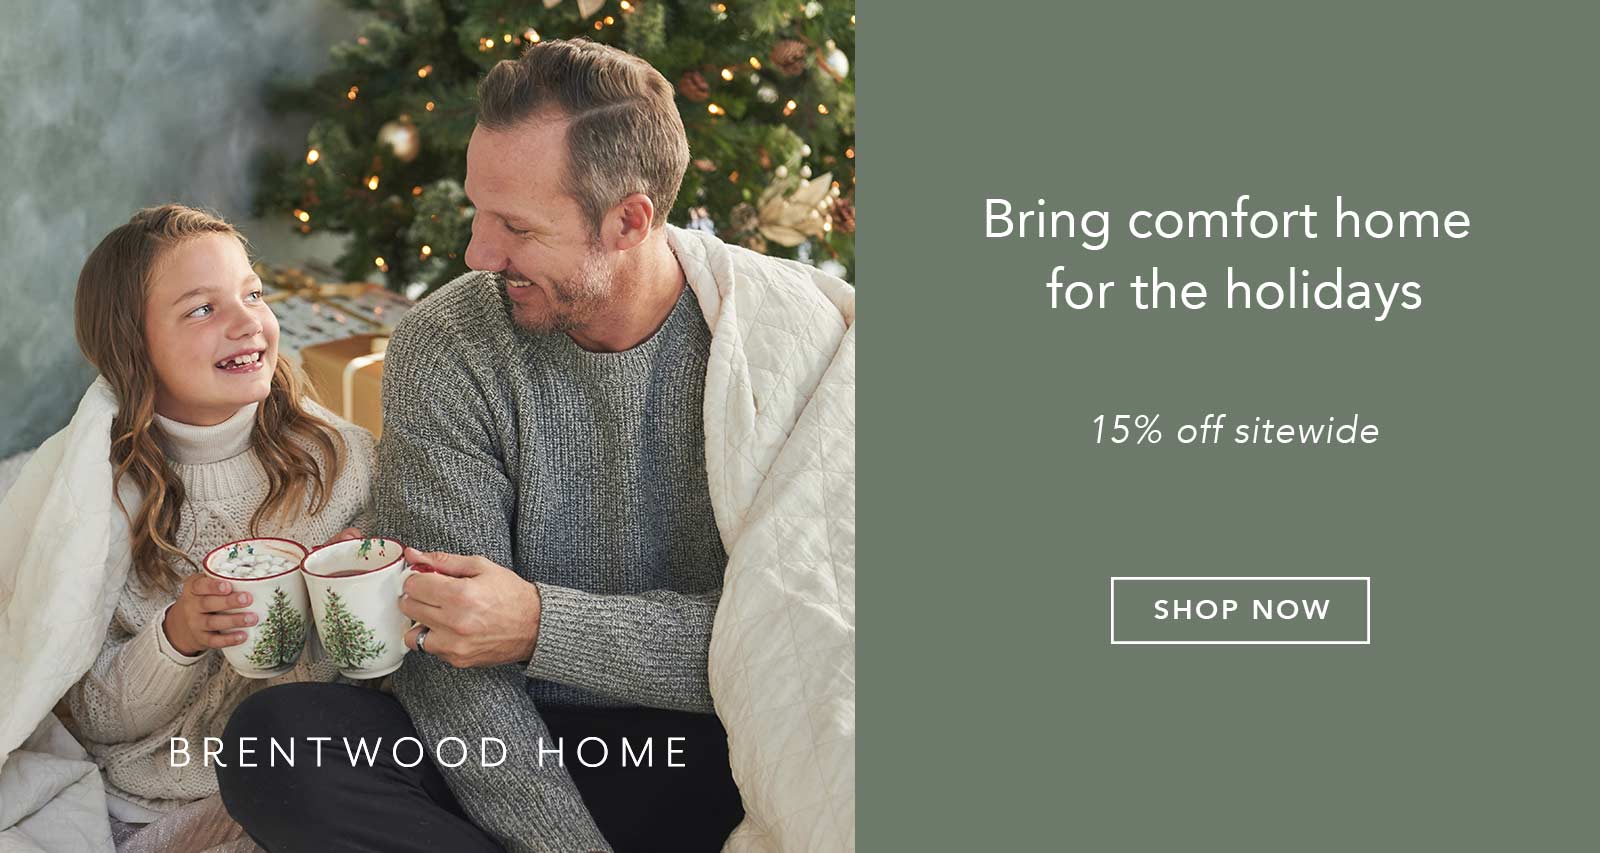 BRENTWOOD HOME
Bring comfort home
for the holidays
15% off sitewide
SHOP NOW